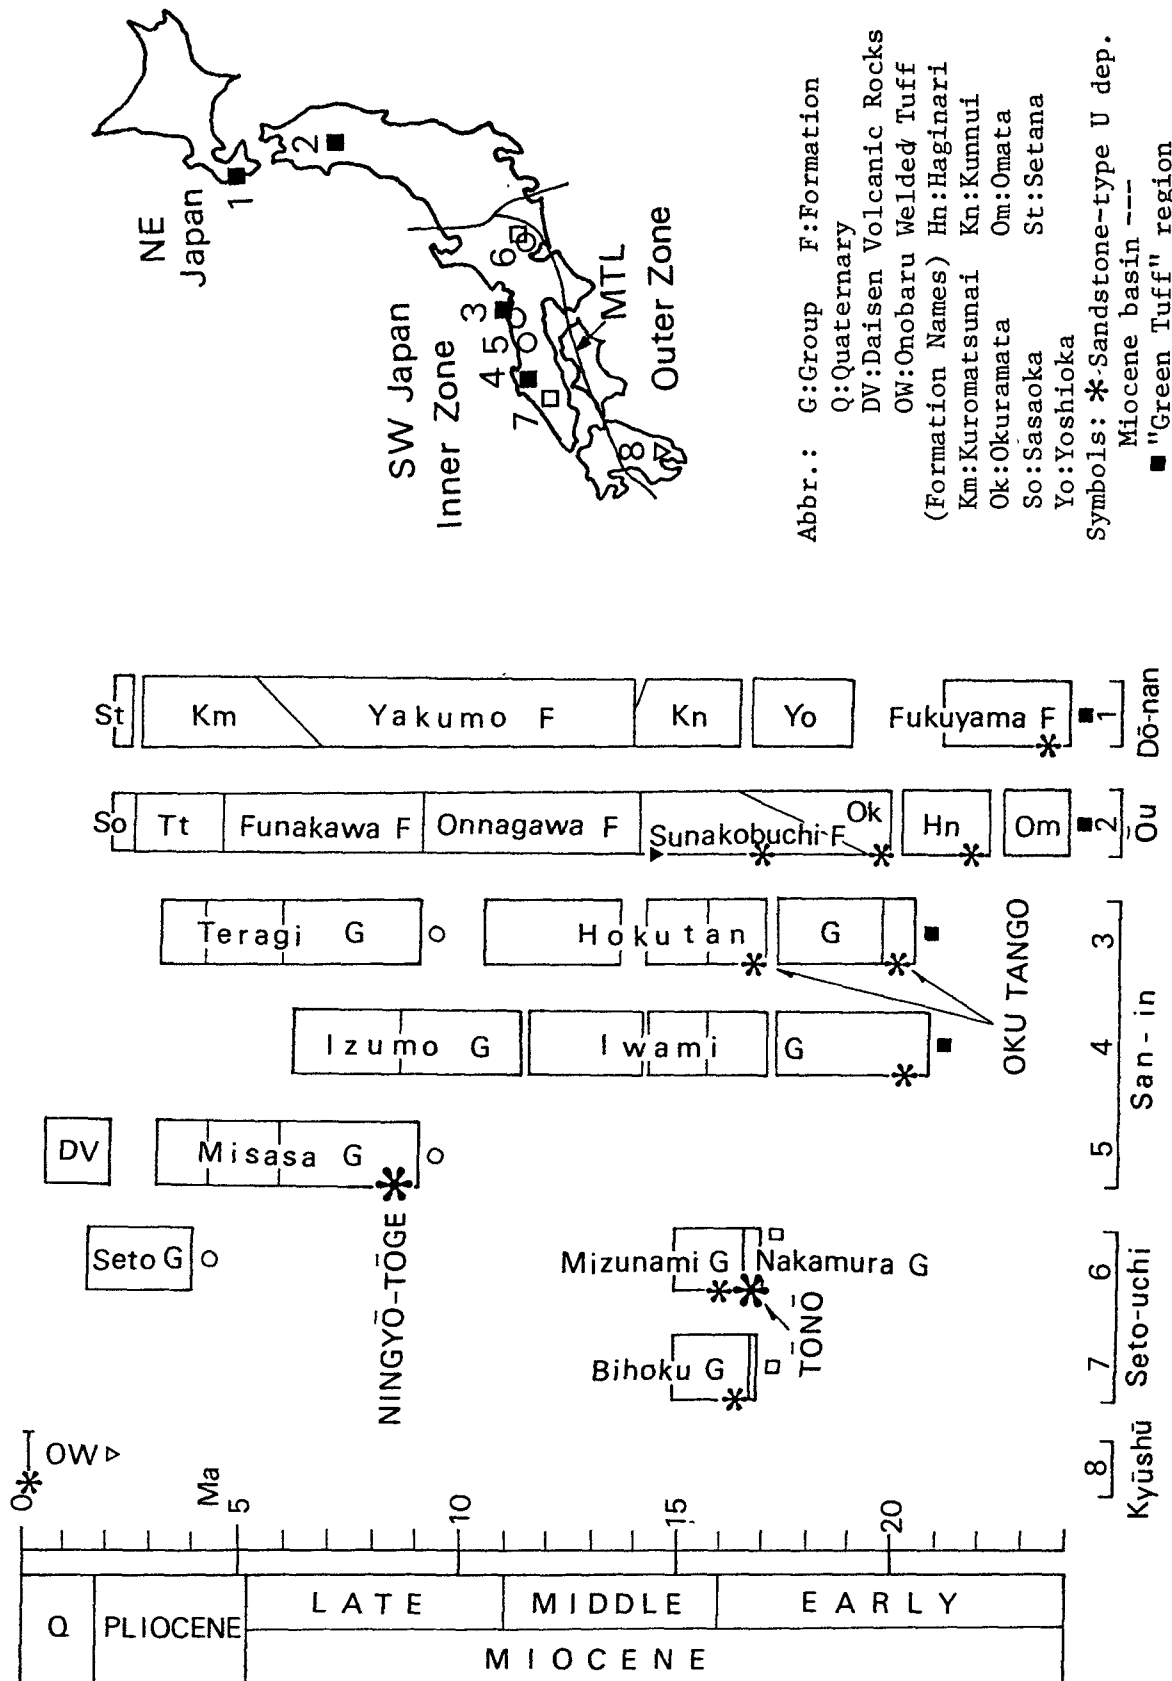 NE
Japan
1
2
SW Japan
Inner Zone
3
4
5
6
7
8
MTL
Outer Zone
Abbr.: G:Group F:Formation
Q:Quaternary
DV:Daisen Volcanic Rocks
OW:Onobaru Welded Tuff
(Formation Names) Hn:Haginari
Km:Kuromatsunai Kn:Kunnui
Ok:Okuramata Om:Omata
So:Sasaoka St:Setana
Yo:Yoshioka
Symbols: *·Sandstone-type U dep.
Miocene basin ---
■ "Green Tuff" region
St
Km
Yakumo F
Kn
Yo
Fukuyama F
1
Dō-nan
So
Tt
Funakawa F
Onnagawa F
Sunakobuchi F
Ok
Hn
Om
2
Ōu
Teragi G
Hokutan G
3
Izumo G
Iwami G
4
OKU TANGO
San-in
DV
Misasa G
5
NINGYŌ-TŌGE
Seto G
Mizunami G
Nakamura G
6
TŌNŌ
Bihoku G
7
Seto-uchi
OW
8
Kyūshū
0
Ma
5
10
15
20
Q
PLIOCENE
LATE
MIDDLE
EARLY
MIOCENE